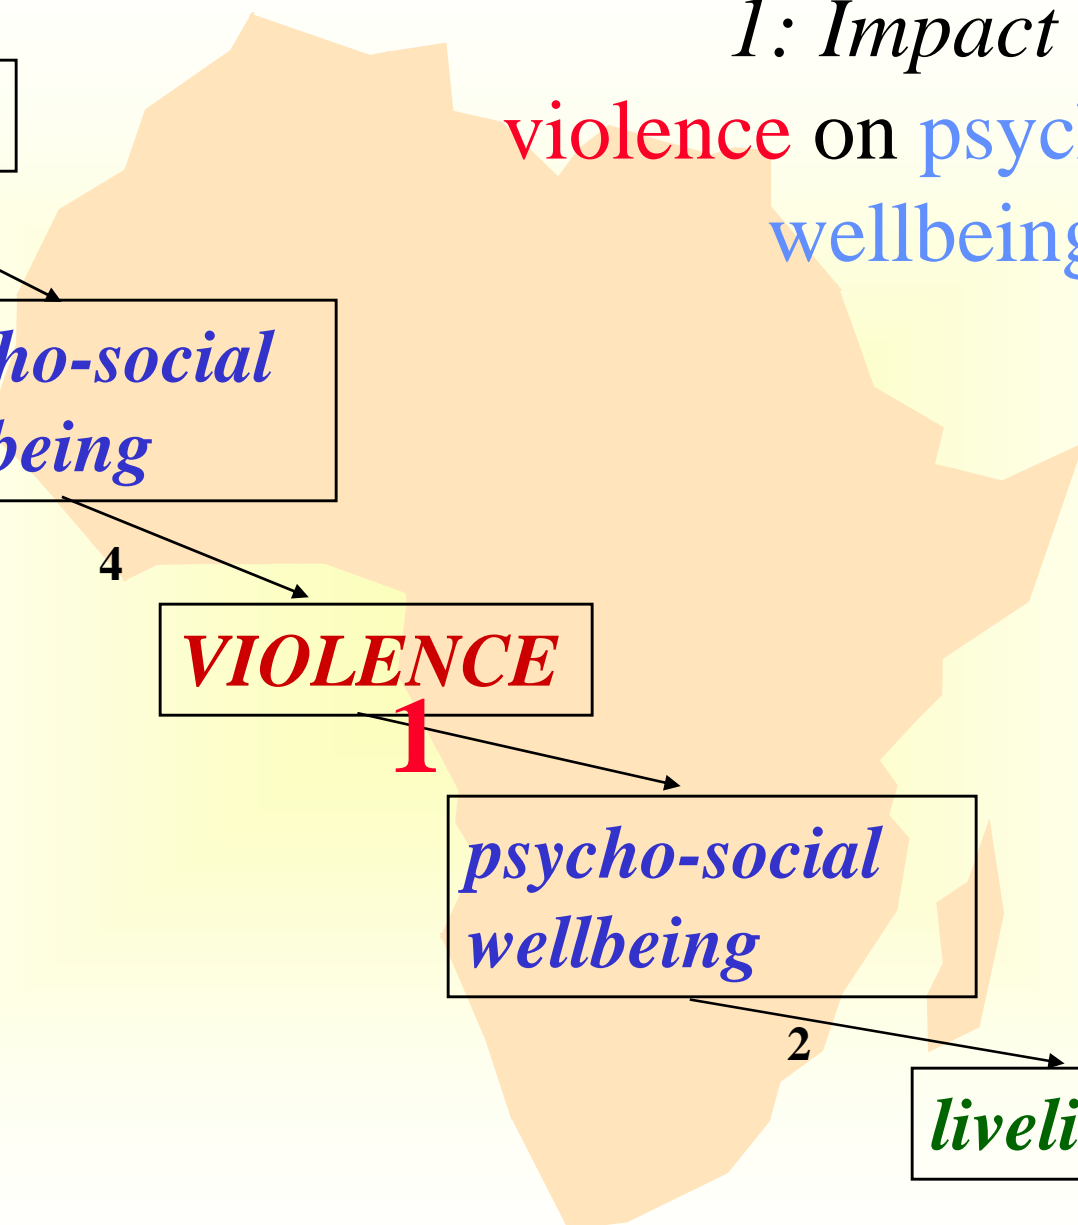 1: Impact
violence on psyc
wellbeing
ho-social
being
4
VIOLENCE
1
psycho-social
wellbeing
2
liveli